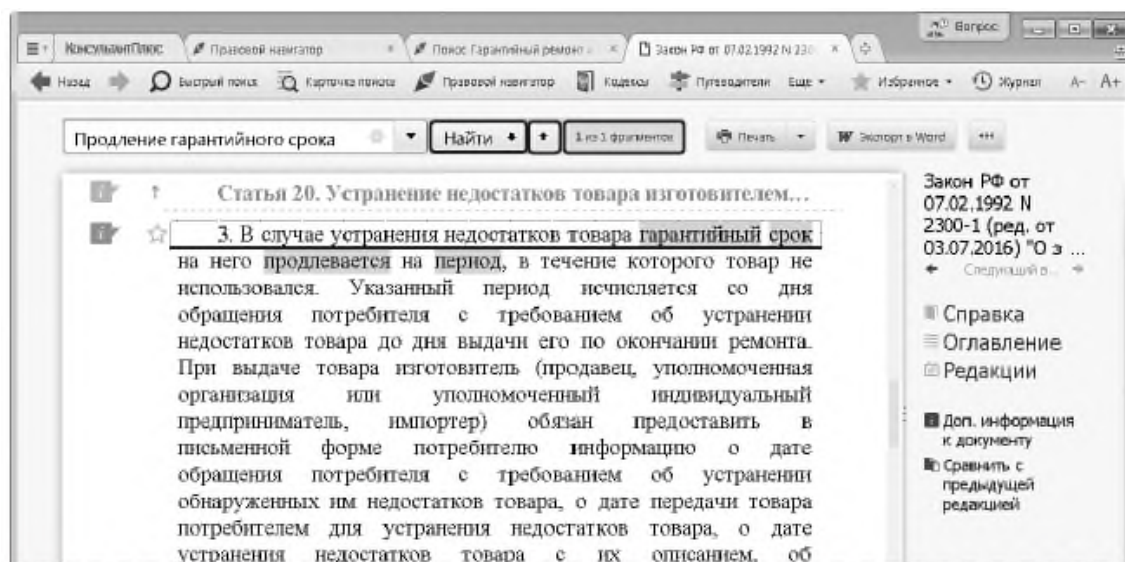 Вопрос
КонсультантПлюс Правовой навигатор Поиск Гарантийный ремонт Закон РФ от 07.02.1992 N 230
Назад Быстрый поиск Карточка поиска Правовой навигатор Кодексы Путеводители Еще Избранное Журнал A- A+
Продление гарантийного срока Найти 1 из 1 фрагментов Печать Экспорт в Word
Статья 20. Устранение недостатков товара изготовителем...
3. В случае устранения недостатков товара гарантийный срок
на него продлевается на период, в течение которого товар не
использовался. Указанный период исчисляется со дня
обращения потребителя с требованием об устранении
недостатков товара до дня выдачи его по окончании ремонта.
При выдаче товара изготовитель (продавец, уполномоченная
организация или уполномоченный индивидуальный
предприниматель, импортер) обязан предоставить в
письменной форме потребителю информацию о дате
обращения потребителя с требованием об устранении
обнаруженных им недостатков товара, о дате передачи товара
потребителем для устранения недостатков товара, о дате
устранения недостатков товара с их описанием, об
Закон РФ от
07.02.1992 N
2300-1 (ред. от
03.07.2016) "О з ...
Следующий в...
Справка
Оглавление
Редакции
Доп. информация
к документу
Сравнить с
предыдущей
редакцией